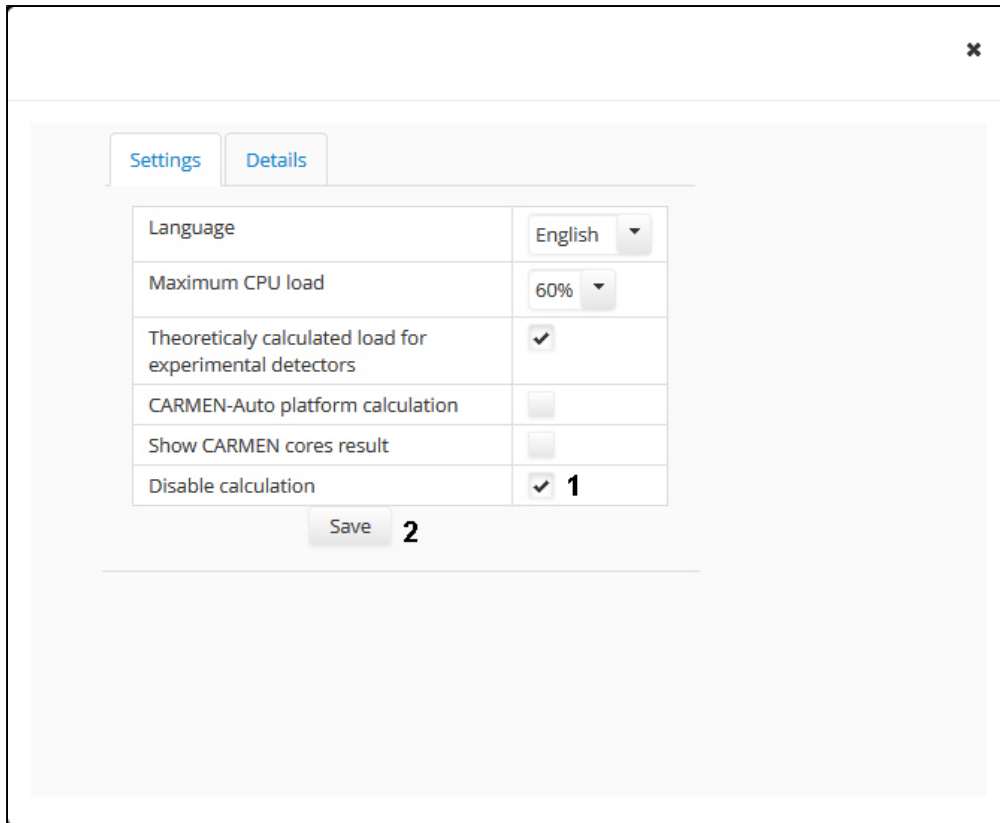 Settings
Details
Language
English
Maximum CPU load
60%
Theoreticaly calculated load for
experimental detectors
CARMEN-Auto platform calculation
Show CARMEN cores result
Disable calculation
1
Save
2